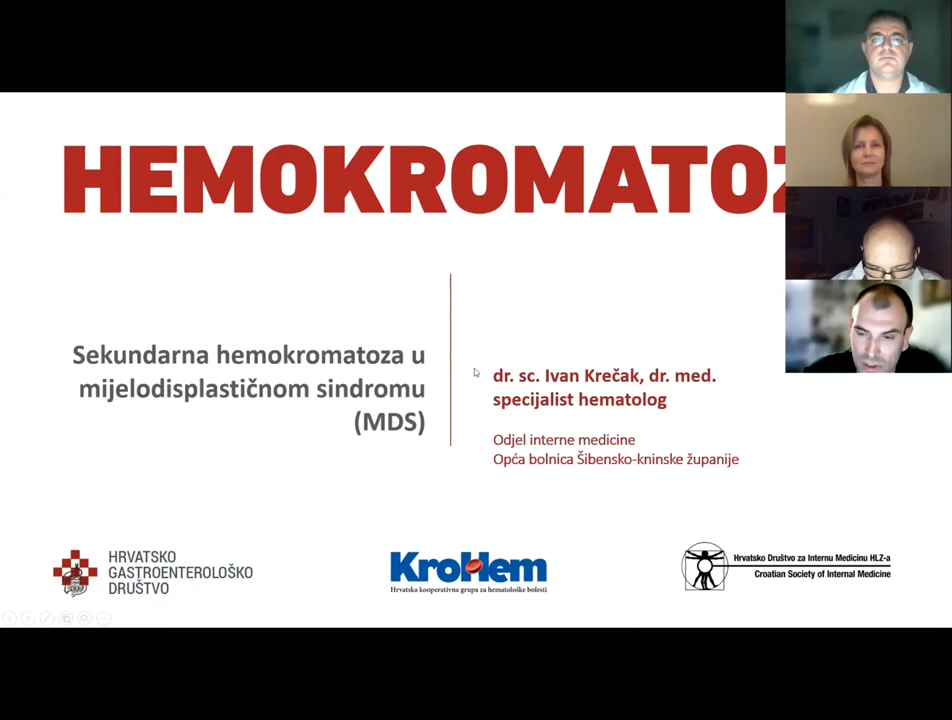 HEMOKROMATOZ
Sekundarna hemokromatoza u
mijelodisplastičnom sindromu
(MDS)
dr. sc. Ivan Krečak, dr. med.
specijalist hematolog
Odjel interne medicine
Opća bolnica Šibensko-kninske županije
HRVATSKO
GASTROENTEROLOŠKO
DRUŠTVO
KroHem
Hrvatska kooperativna grupa za hematološke bolesti
Hrvatsko Društvo za Internu Medicinu HLZ-a
Croatian Society of Internal Medicine